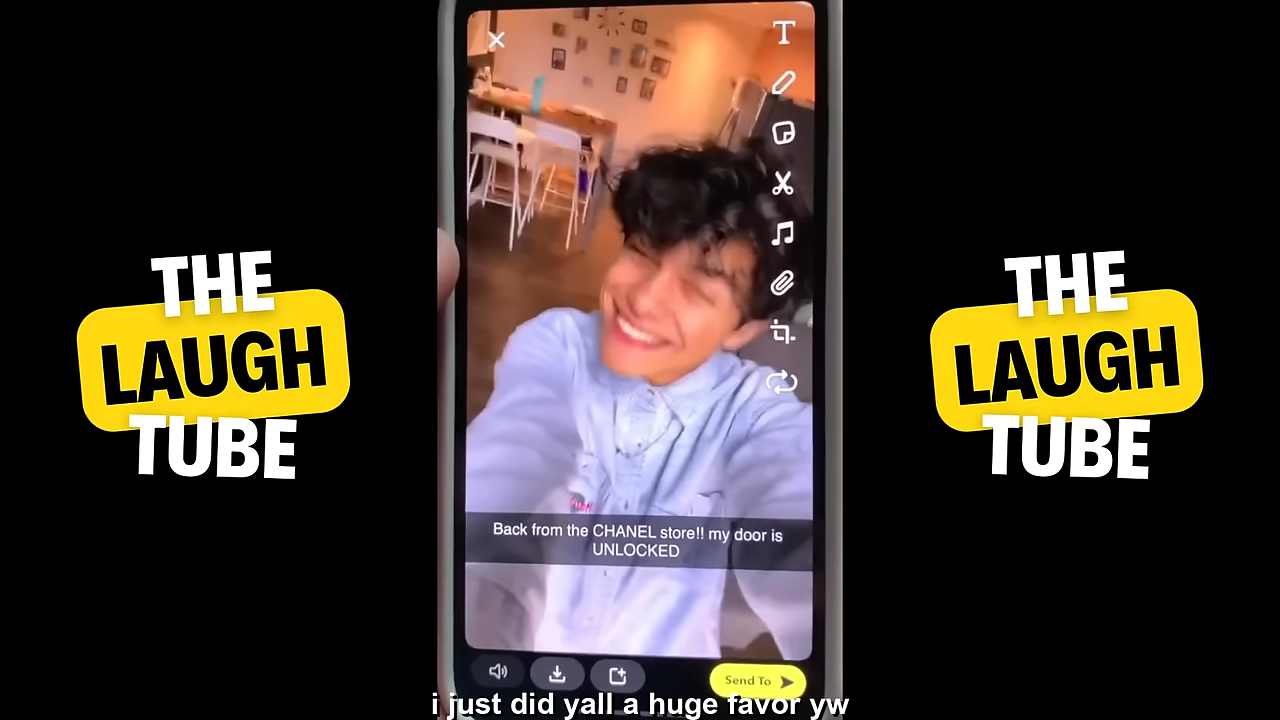 THE
LAUGH
TUBE
T
Back from the CHANEL store!! my door is
UNLOCKED
Send To
i just did yall a huge favor yw
THE
LAUGH
TUBE